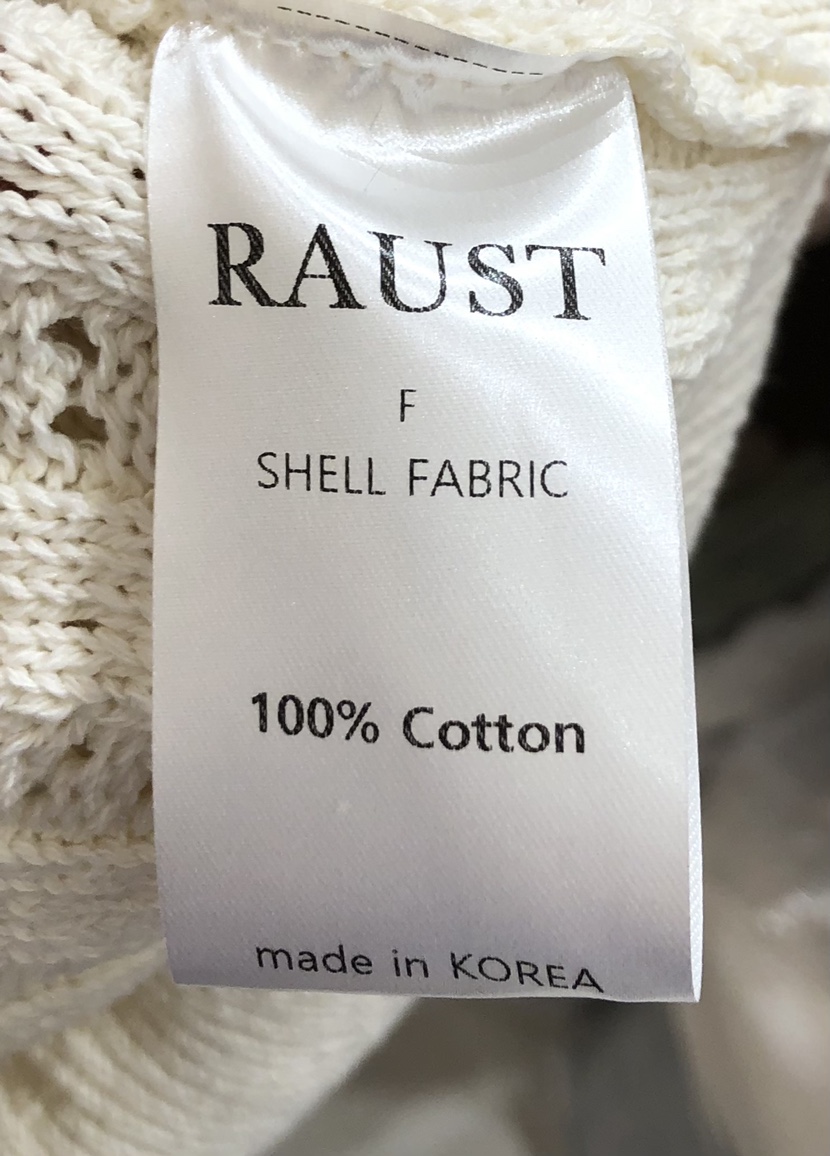 RAUST
F
SHELL FABRIC
100% Cotton
made in KOREA